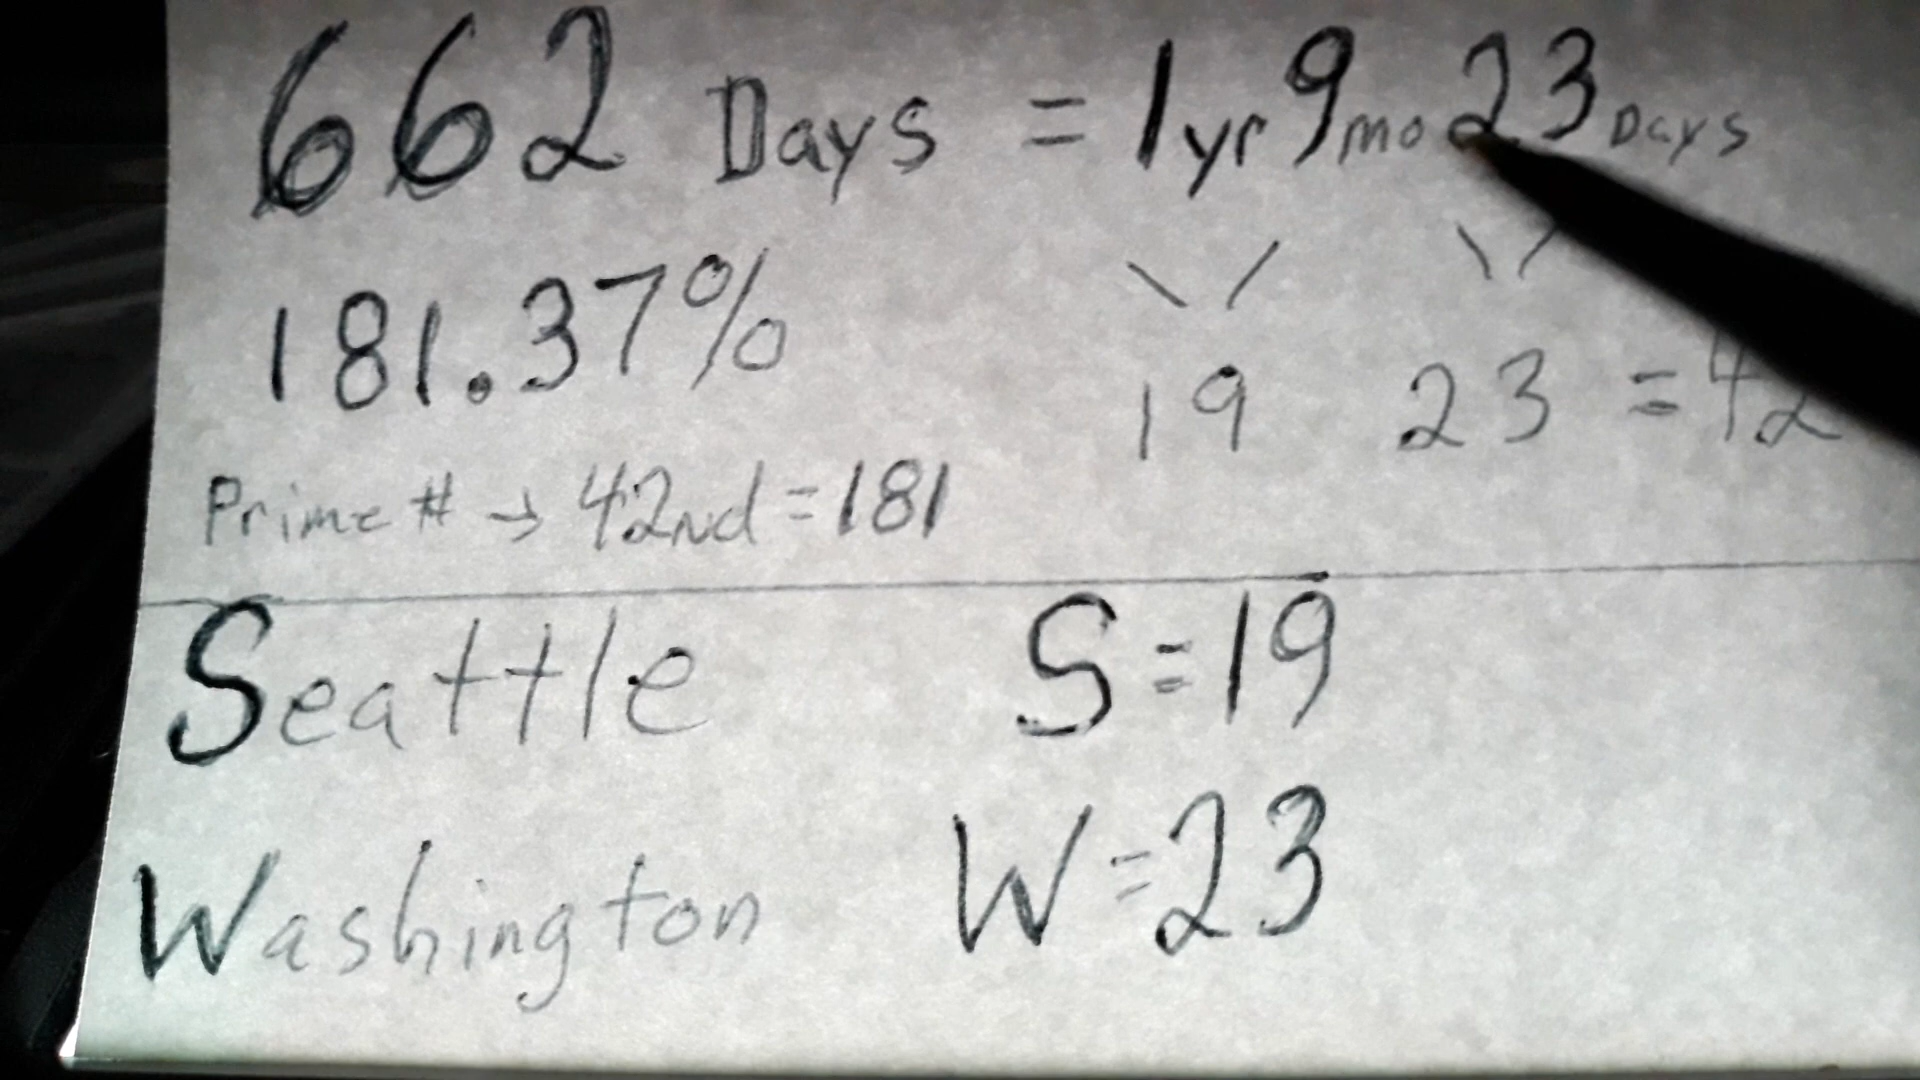 662 Days = 1yr 9mo 23 Days
181.37%
19 23 = 42
Prime # → 42nd = 181
Seattle S=19
Washington W=23